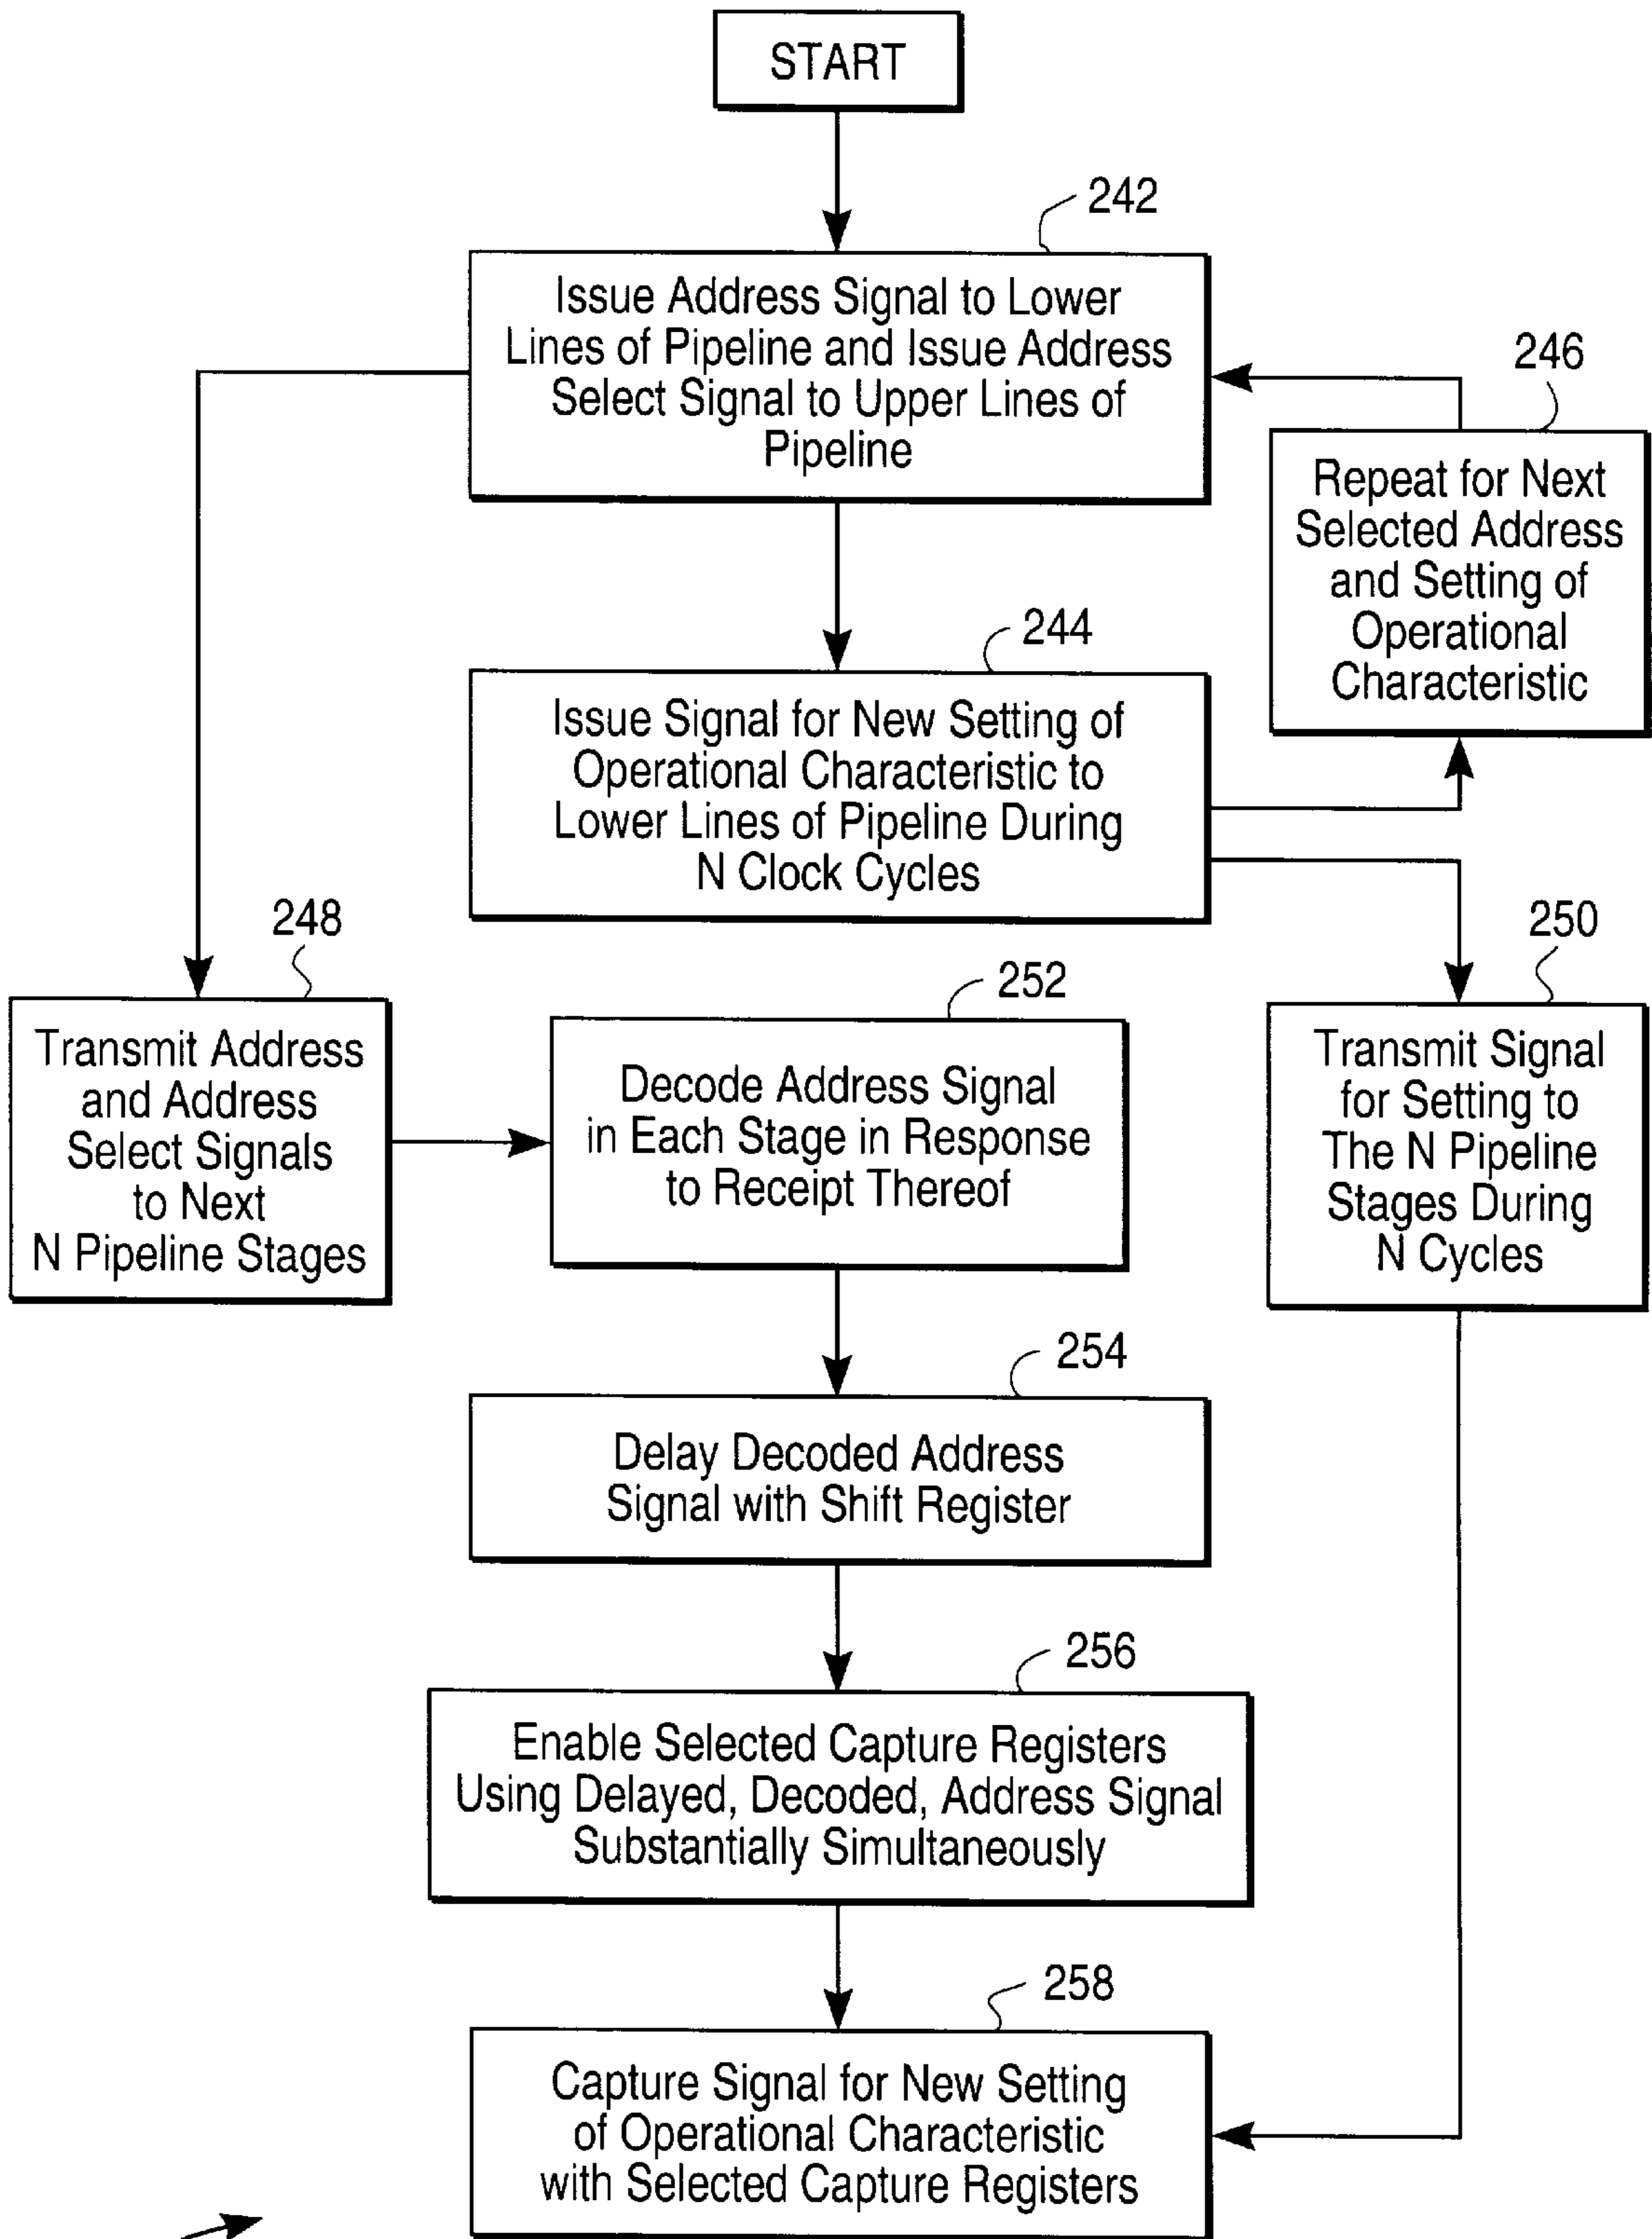 START
242
Issue Address Signal to Lower
Lines of Pipeline and Issue Address
Select Signal to Upper Lines of
Pipeline
246
Repeat for Next
Selected Address
and Setting of
Operational
Characteristic
244
Issue Signal for New Setting of
Operational Characteristic to
Lower Lines of Pipeline During
N Clock Cycles
248
Transmit Address
and Address
Select Signals
to Next
N Pipeline Stages
252
Decode Address Signal
in Each Stage in Response
to Receipt Thereof
250
Transmit Signal
for Setting to
The N Pipeline
Stages During
N Cycles
254
Delay Decoded Address
Signal with Shift Register
256
Enable Selected Capture Registers
Using Delayed, Decoded, Address Signal
Substantially Simultaneously
258
Capture Signal for New Setting
of Operational Characteristic
with Selected Capture Registers